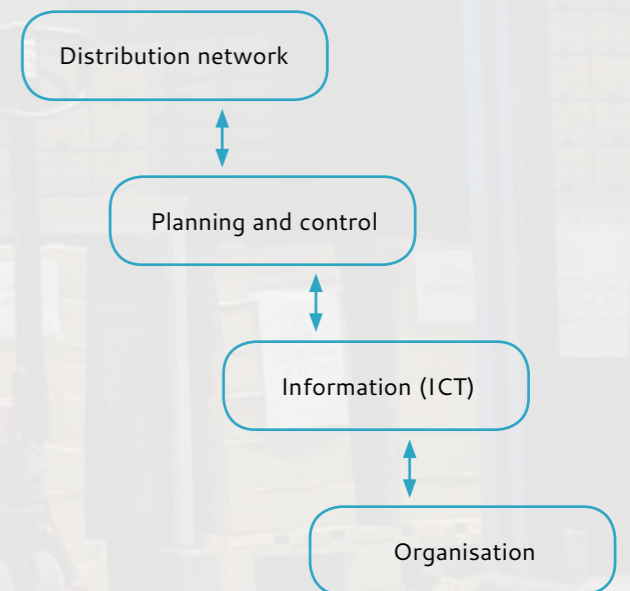 Distribution network
Planning and control
Information (ICT)
Organisation